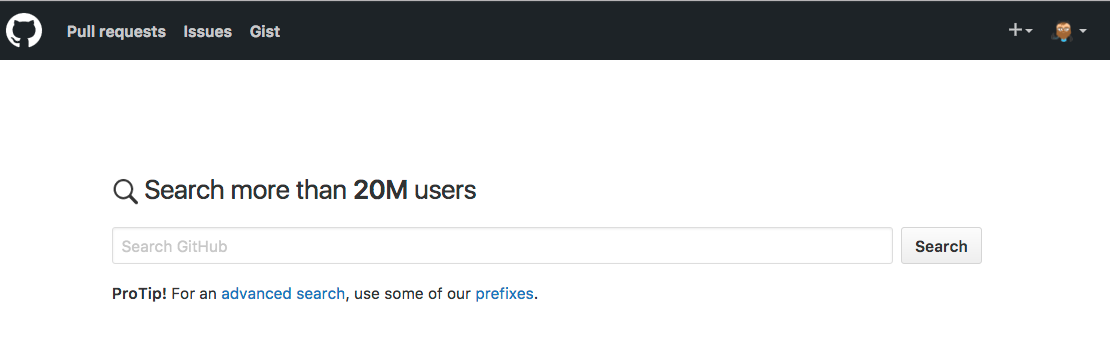 Pull requests Issues Gist
Search more than 20M users
Search GitHub Search
ProTip! For an advanced search, use some of our prefixes.